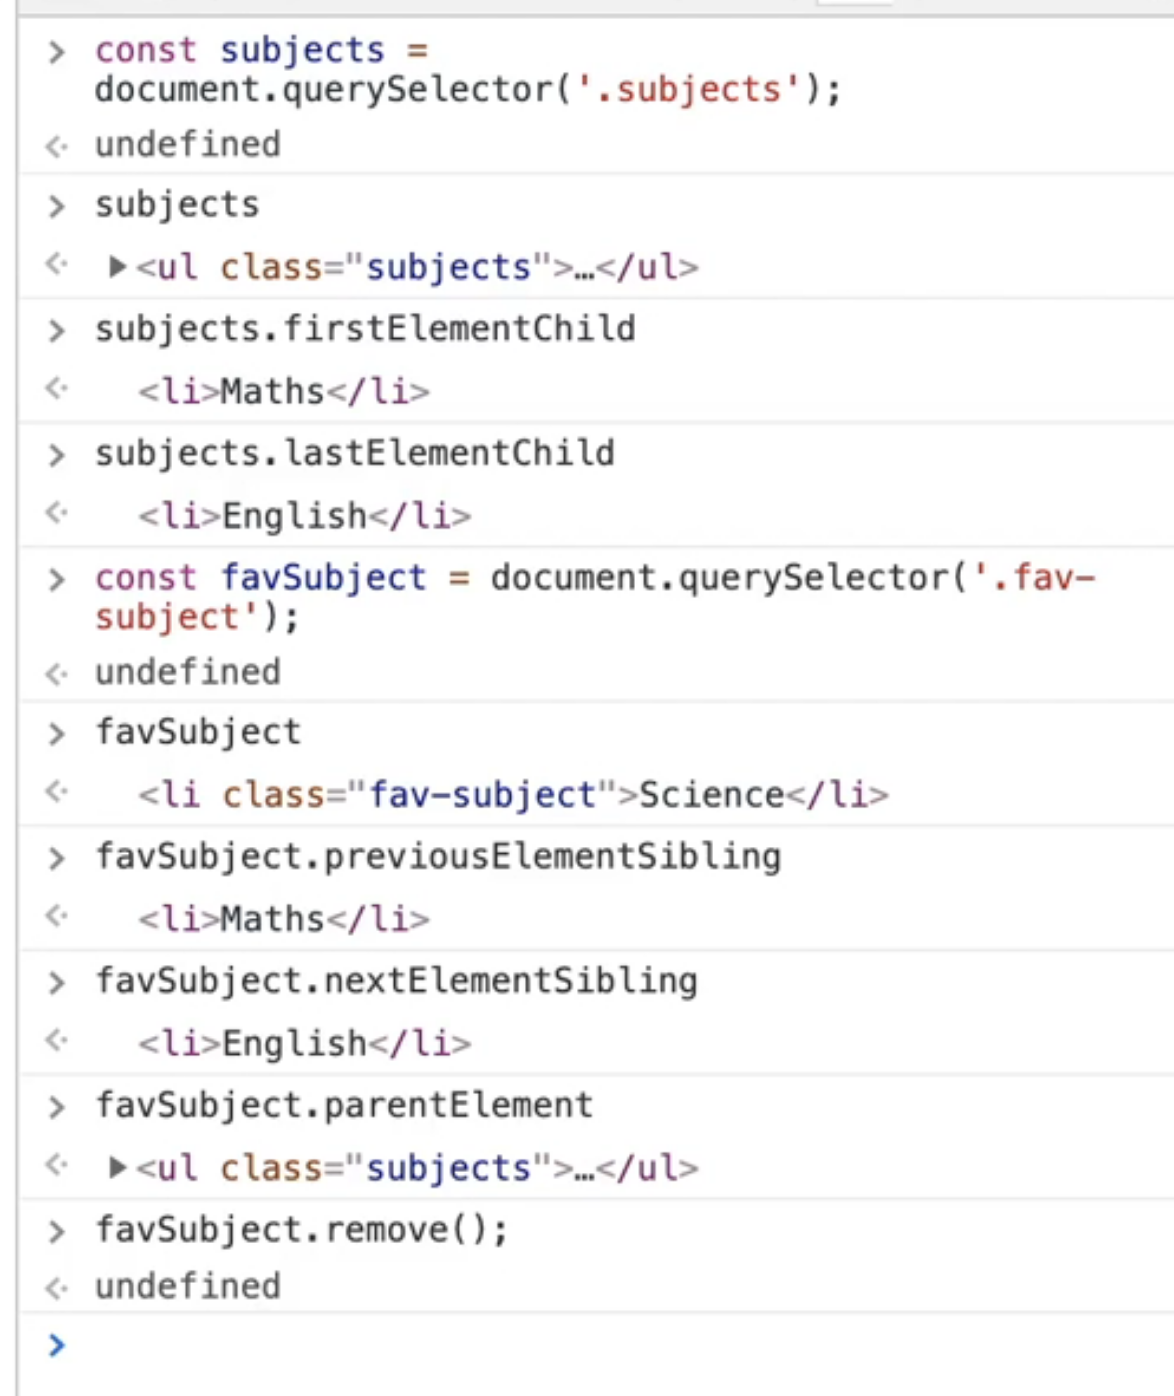 const subjects =
document.querySelector('.subjects');
undefined
subjects
<ul class="subjects">…</ul>
subjects.firstElementChild
<li>Maths</li>
subjects.lastElementChild
<li>English</li>
const favSubject = document.querySelector('.fav-
subject');
undefined
favSubject
<li class="fav-subject">Science</li>
favSubject.previousElementSibling
<li>Maths</li>
favSubject.nextElementSibling
<li>English</li>
favSubject.parentElement
<ul class="subjects">…</ul>
favSubject.remove();
undefined